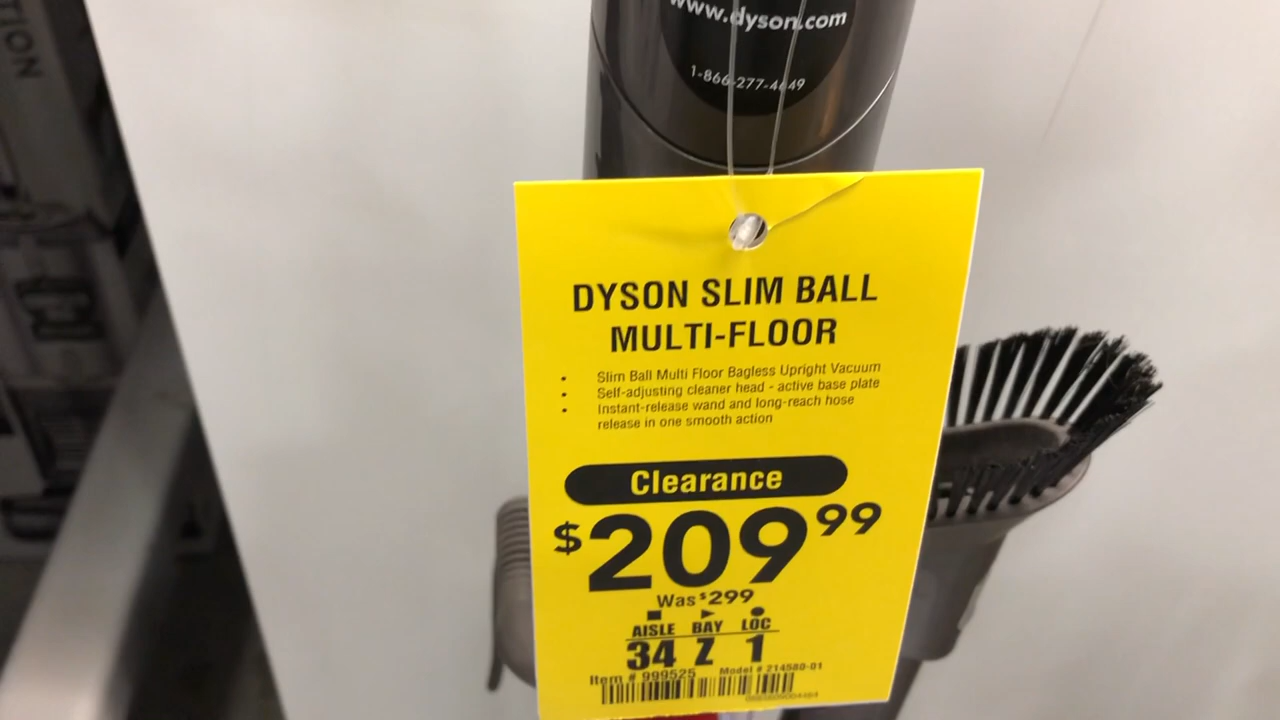 TION
www.dyson.com
1-866-277-4649
DYSON SLIM BALL
MULTI-FLOOR
• Slim Ball Multi Floor Bagless Upright Vacuum
• Self-adjusting cleaner head - active base plate
• Instant-release wand and long-reach hose
release in one smooth action
Clearance
$209 99
Was $299
AISLE BAY LOC
34 Z 1
Item # 999525 Model # 214580-01